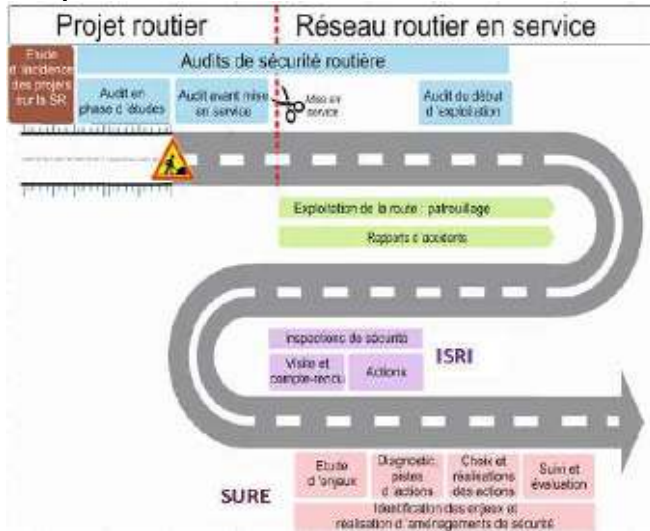 Projet routier
Réseau routier en service
Etude
d'incidence
des projets
sur la SR
Audits de sécurité routière
Audit en
phase d'études
Audit avant mise
en service
Mise en
service
Audit du début
d'exploitation
Exploitation de la route : patrouillage
Rapports d'accidents
Inspections de sécurité
Visite et
compte-rendu
Actions
ISRI
SURE
Etude
d'enjeux
Diagnostic,
pistes
d'actions
Choix et
réalisations
des actions
Suivi et
évaluation
Identification des enjeux et
réalisation d'aménagements de sécurité